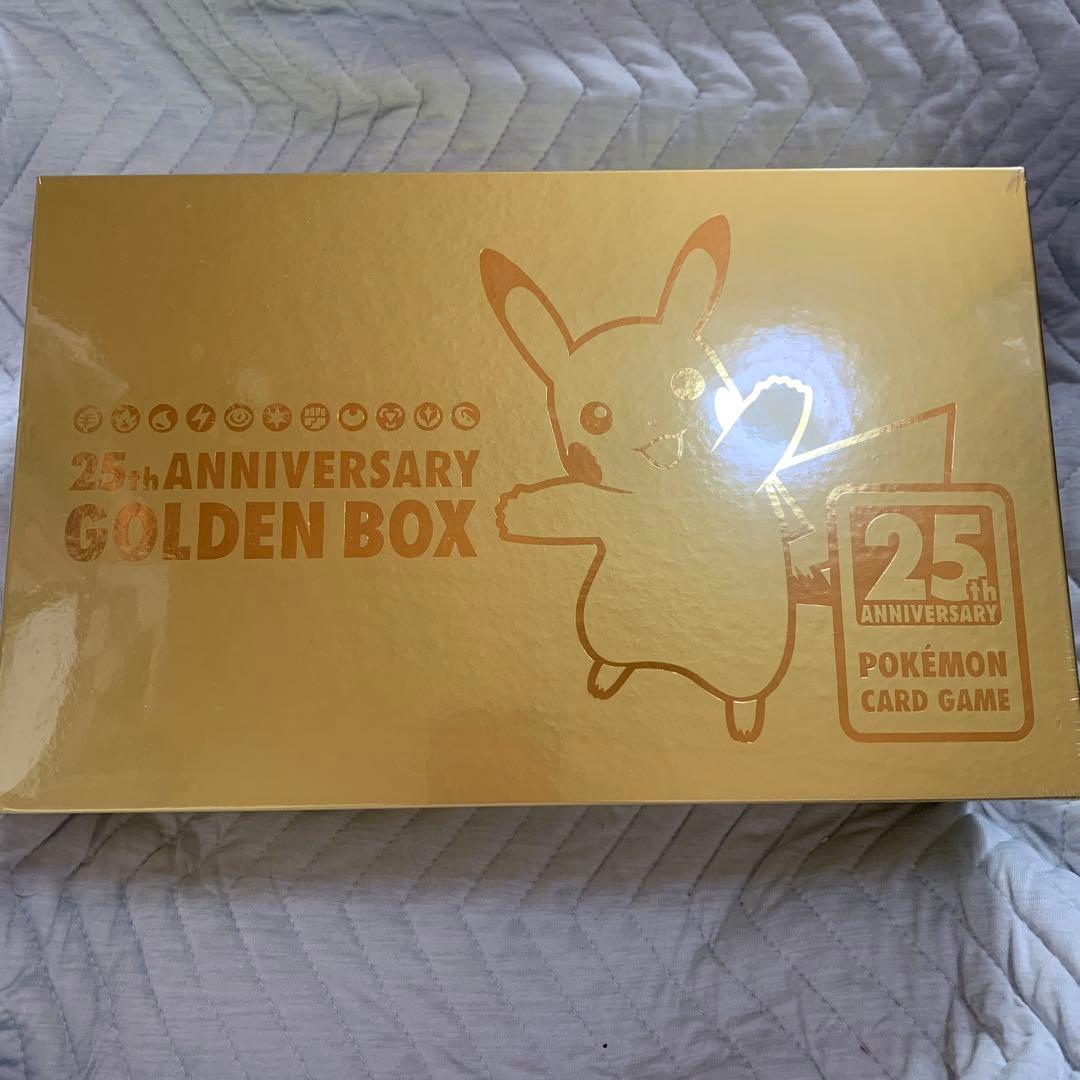 25th ANNIVERSARY
GOLDEN BOX
25th
ANNIVERSARY
POKÉMON
CARD GAME